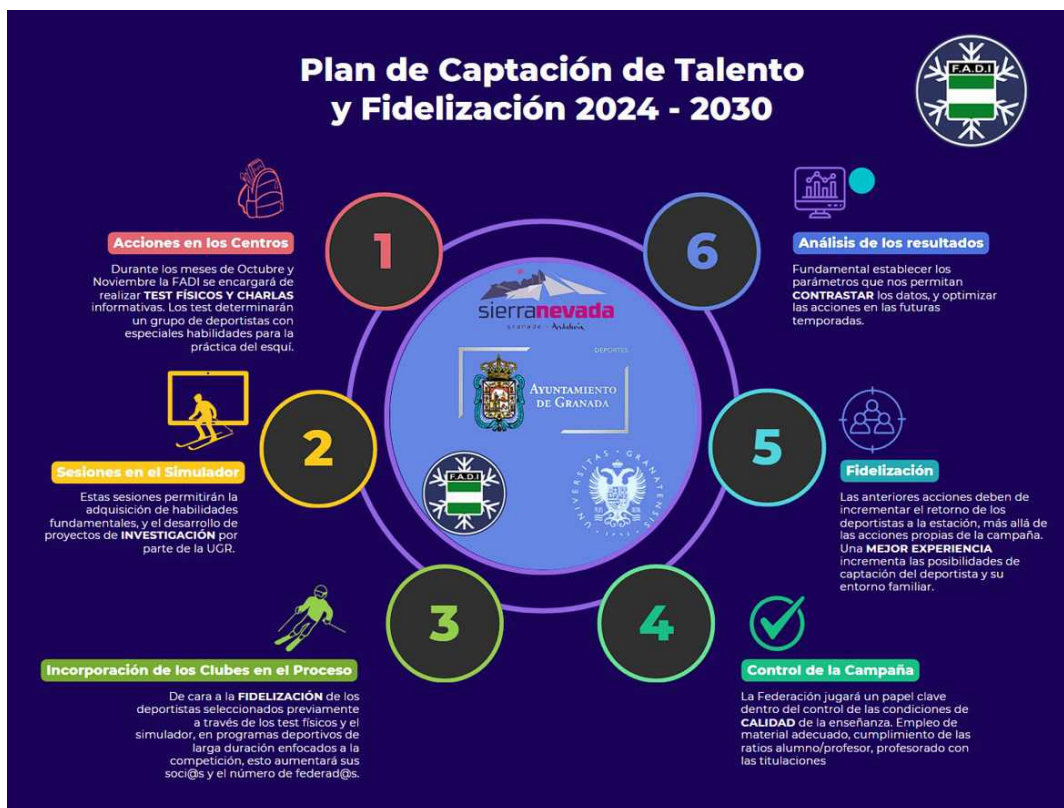 Plan de Captación de Talento
y Fidelización 2024 - 2030
F.A.D.I
1
Acciones en los Centros
Durante los meses de Octubre y
Noviembre la FADI se encargará de
realizar TEST FÍSICOS Y CHARLAS
informativas. Los test determinarán
un grupo de deportistas con
especiales habilidades para la
práctica del esquí.
2
Sesiones en el Simulador
Estas sesiones permitirán la
adquisición de habilidades
fundamentales, y el desarrollo de
proyectos de INVESTIGACIÓN por
parte de la UGR.
3
Incorporación de los Clubes en el Proceso
De cara a la FIDELIZACIÓN de los
deportistas seleccionados previamente
a través de los test físicos y el
simulador, en programas deportivos de
larga duración enfocados a la
competición, esto aumentará sus
soci@s y el número de federad@s.
sierranevada
granada - Andalucía
DEPORTES
AYUNTAMIENTO
DE GRANADA
F.A.D.I
UNIVERSITAS · GRANATENSIS
· 1531 ·
6
Análisis de los resultados
Fundamental establecer los
parámetros que nos permitan
CONTRASTAR los datos, y optimizar
las acciones en las futuras
temporadas.
5
Fidelización
Las anteriores acciones deben de
incrementar el retorno de los
deportistas a la estación, más allá de
las acciones propias de la campaña.
Una MEJOR EXPERIENCIA
incrementa las posibilidades de
captación del deportista y su
entorno familiar.
4
Control de la Campaña
La Federación jugará un papel clave
dentro del control de las condiciones de
CALIDAD de la enseñanza. Empleo de
material adecuado, cumplimiento de las
ratios alumno/profesor, profesorado con
las titulaciones